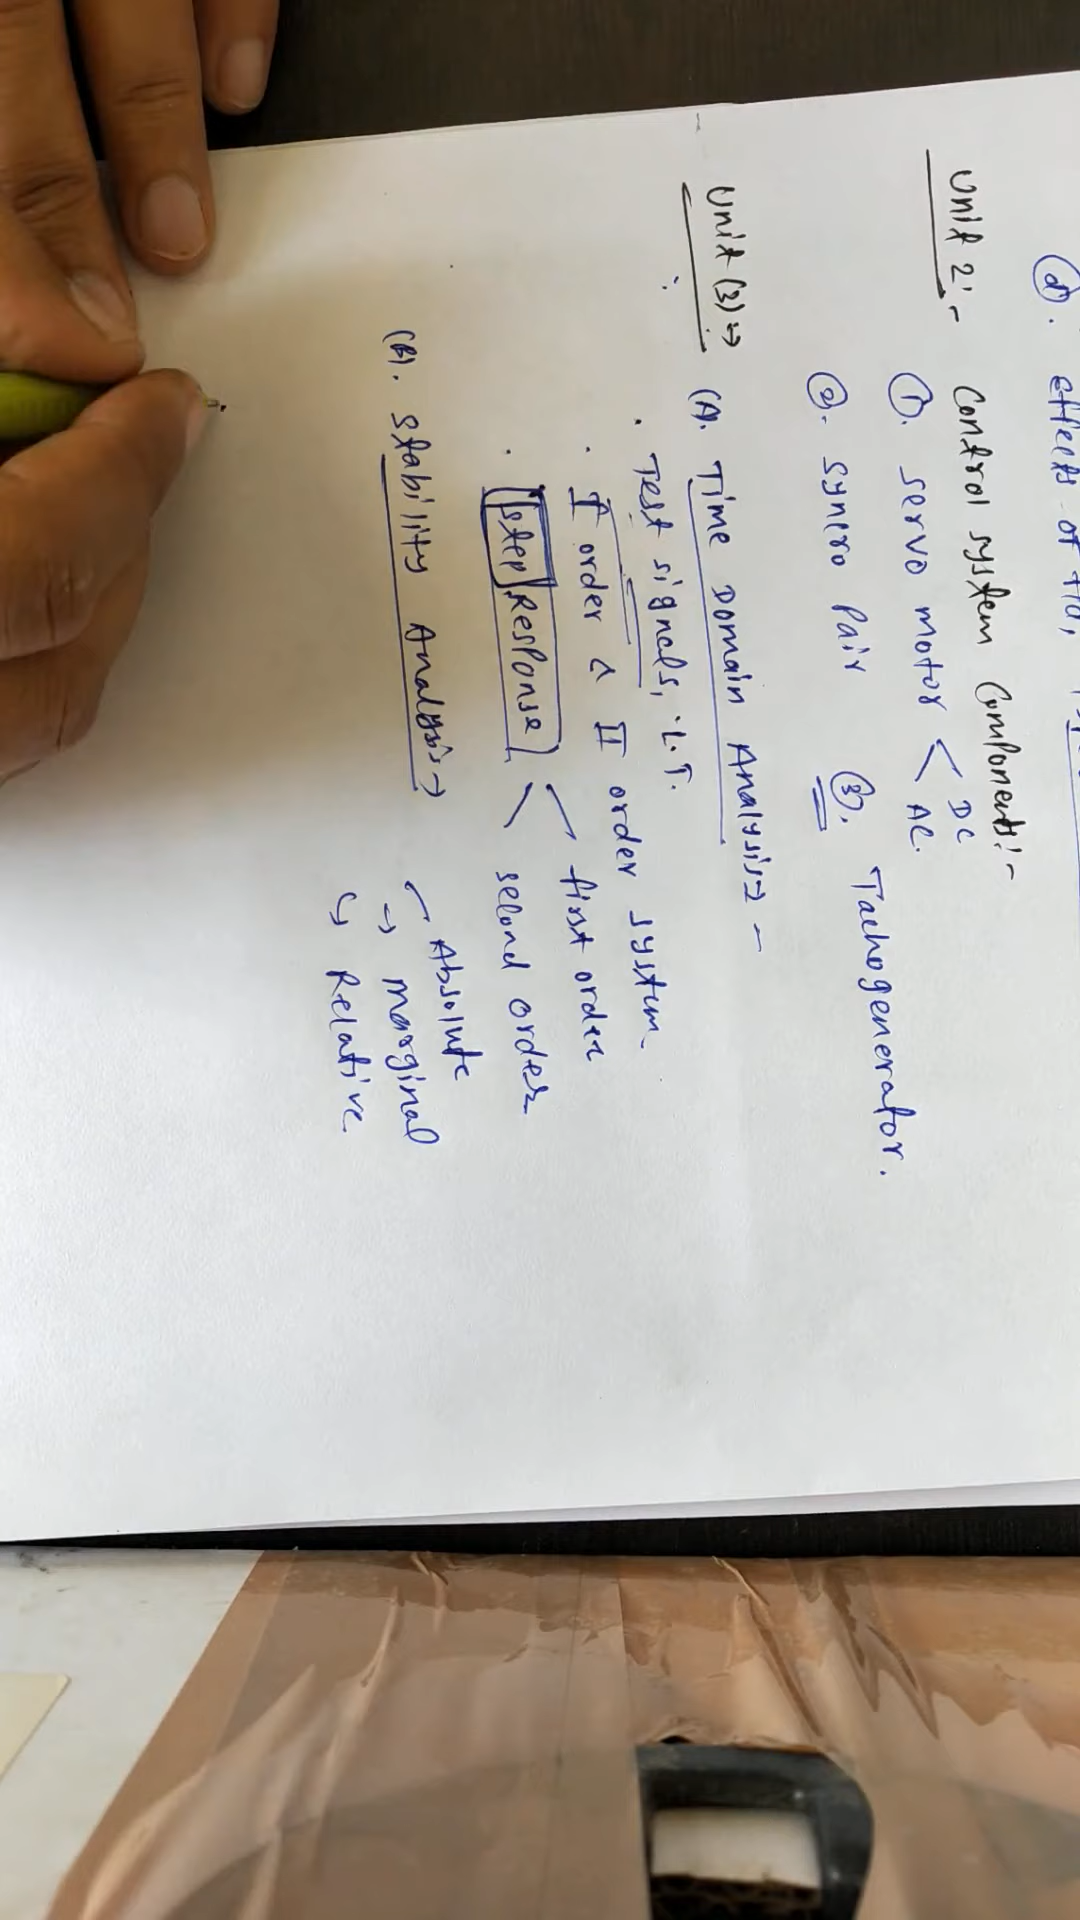 (d). effects of
Unit 2:- Control system Components:-
(1). servo motor < DC
AC.
(2). syncro Pair (3). Tachogenerator.
Unit (3) → (A). Time Domain Analysis → -
. Test signals, L.T.
. I order & II order system.
. step Response < first order
second order
(B). stability Analysis → Absolute
→ marginal
↳ Relative.